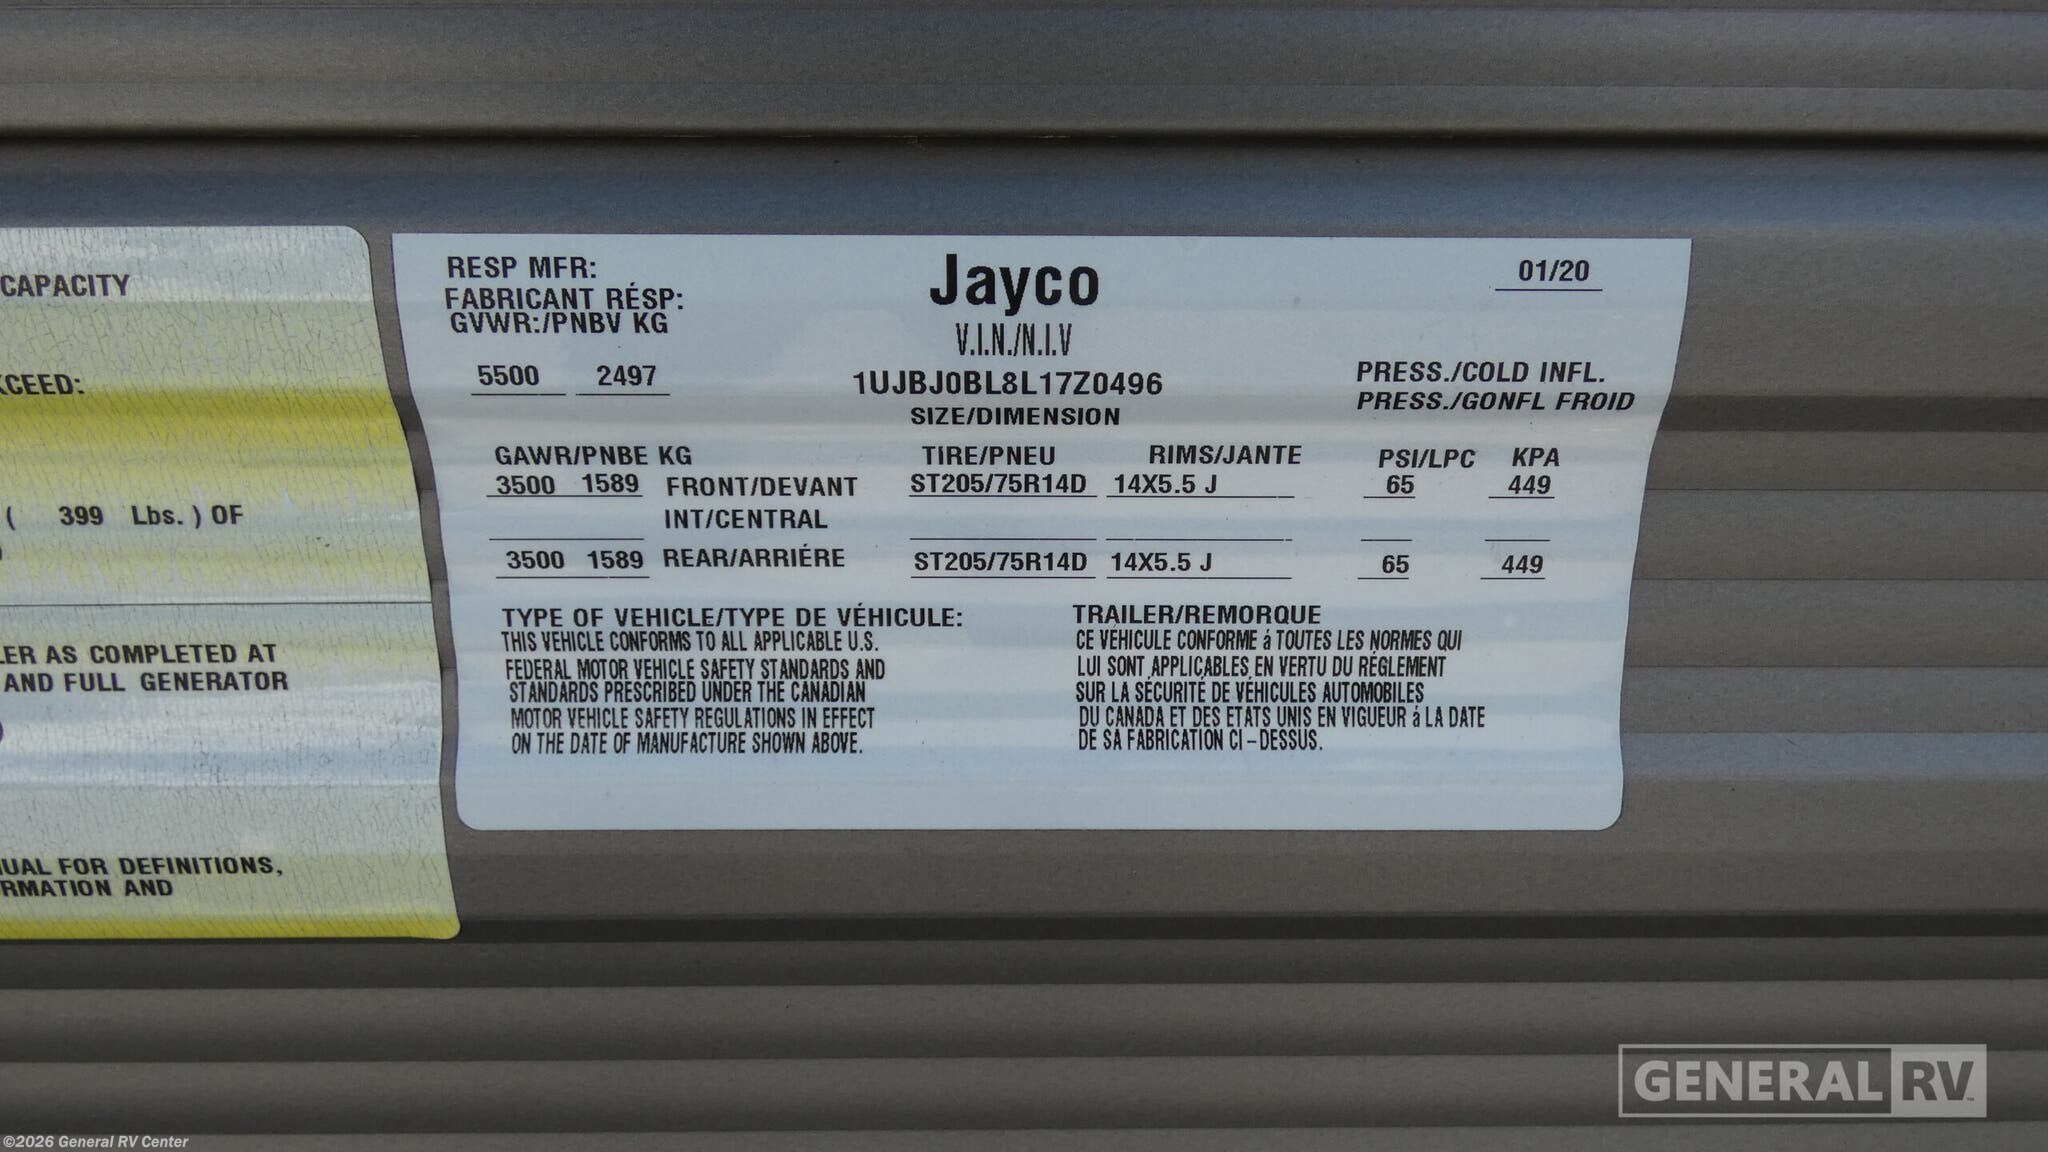 CAPACITY
XCEED:
( 399 Lbs. ) OF
ER AS COMPLETED AT
AND FULL GENERATOR
UAL FOR DEFINITIONS,
RMATION AND
RESP MFR:
FABRICANT RÉSP:
GVWR:/PNBV KG
Jayco
01/20
V.I.N./N.I.V
5500 2497
1UJBJ0BL8L17Z0496
PRESS./COLD INFL.
PRESS./GONFL FROID
SIZE/DIMENSION
GAWR/PNBE KG TIRE/PNEU RIMS/JANTE PSI/LPC KPA
3500 1589 FRONT/DEVANT ST205/75R14D 14X5.5 J 65 449
INT/CENTRAL
3500 1589 REAR/ARRIÉRE ST205/75R14D 14X5.5 J 65 449
TYPE OF VEHICLE/TYPE DE VÉHICULE: TRAILER/REMORQUE
THIS VEHICLE CONFORMS TO ALL APPLICABLE U.S.
FEDERAL MOTOR VEHICLE SAFETY STANDARDS AND
STANDARDS PRESCRIBED UNDER THE CANADIAN
MOTOR VEHICLE SAFETY REGULATIONS IN EFFECT
ON THE DATE OF MANUFACTURE SHOWN ABOVE.
CE VÉHICULE CONFORME á TOUTES LES NORMES QUI
LUI SONT APPLICABLES EN VERTU DU RÉGLEMENT
SUR LA SÉCURITÉ DE VÉHICULES AUTOMOBILES
DU CANADA ET DES ETATS UNIS EN VIGUEUR á LA DATE
DE SA FABRICATION CI-DESSUS.
GENERAL RV
©2026 General RV Center